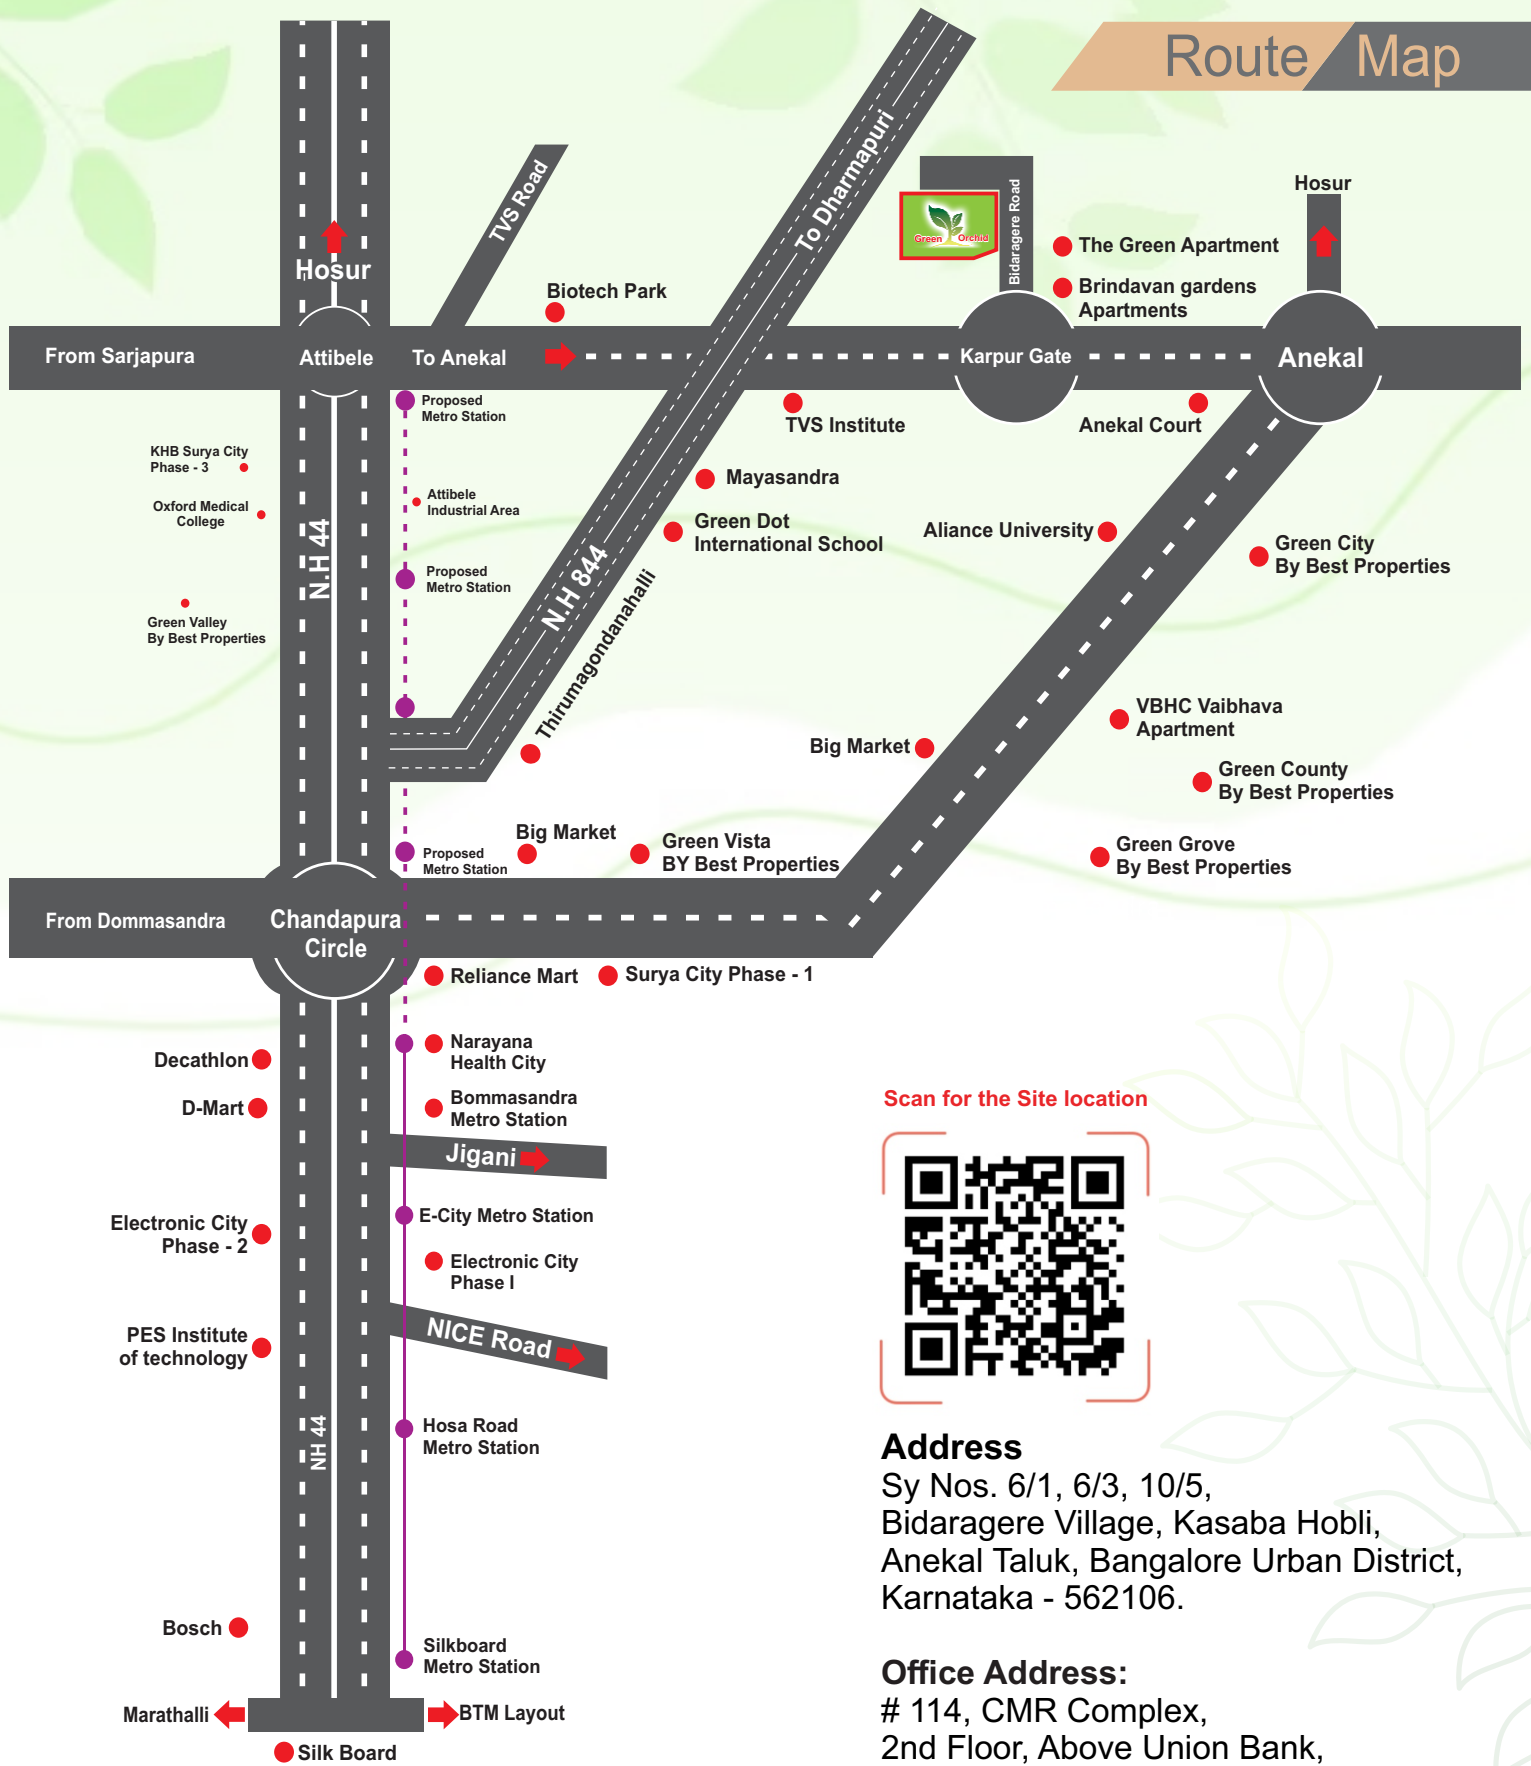 Route Map
Hosur
TVS Road
To Dharmapuri
Green Orchid
Bidaragere Road
Hosur
The Green Apartment
Brindavan gardens
Apartments
Biotech Park
From Sarjapura
Attibele
To Anekal
Karpur Gate
Anekal
Proposed
Metro Station
TVS Institute
Anekal Court
KHB Surya City
Phase - 3
Oxford Medical
College
Attibele
Industrial Area
N.H 44
Proposed
Metro Station
Green Valley
By Best Properties
Mayasandra
Green Dot
International School
N.H 844
Thirumagondanahalli
Aliance University
Green City
By Best Properties
VBHC Vaibhava
Apartment
Big Market
Green County
By Best Properties
Green Grove
By Best Properties
Proposed
Metro Station
Big Market
Green Vista
BY Best Properties
From Dommasandra
Chandapura
Circle
Reliance Mart
Surya City Phase - 1
Decathlon
D-Mart
Narayana
Health City
Bommasandra
Metro Station
Jigani
Electronic City
Phase - 2
E-City Metro Station
Electronic City
Phase I
PES Institute
of technology
NICE Road
NH 44
Hosa Road
Metro Station
Bosch
Silkboard
Metro Station
Marathalli
BTM Layout
Silk Board
Scan for the Site location
Address
Sy Nos. 6/1, 6/3, 10/5,
Bidaragere Village, Kasaba Hobli,
Anekal Taluk, Bangalore Urban District,
Karnataka - 562106.
Office Address:
# 114, CMR Complex,
2nd Floor, Above Union Bank,